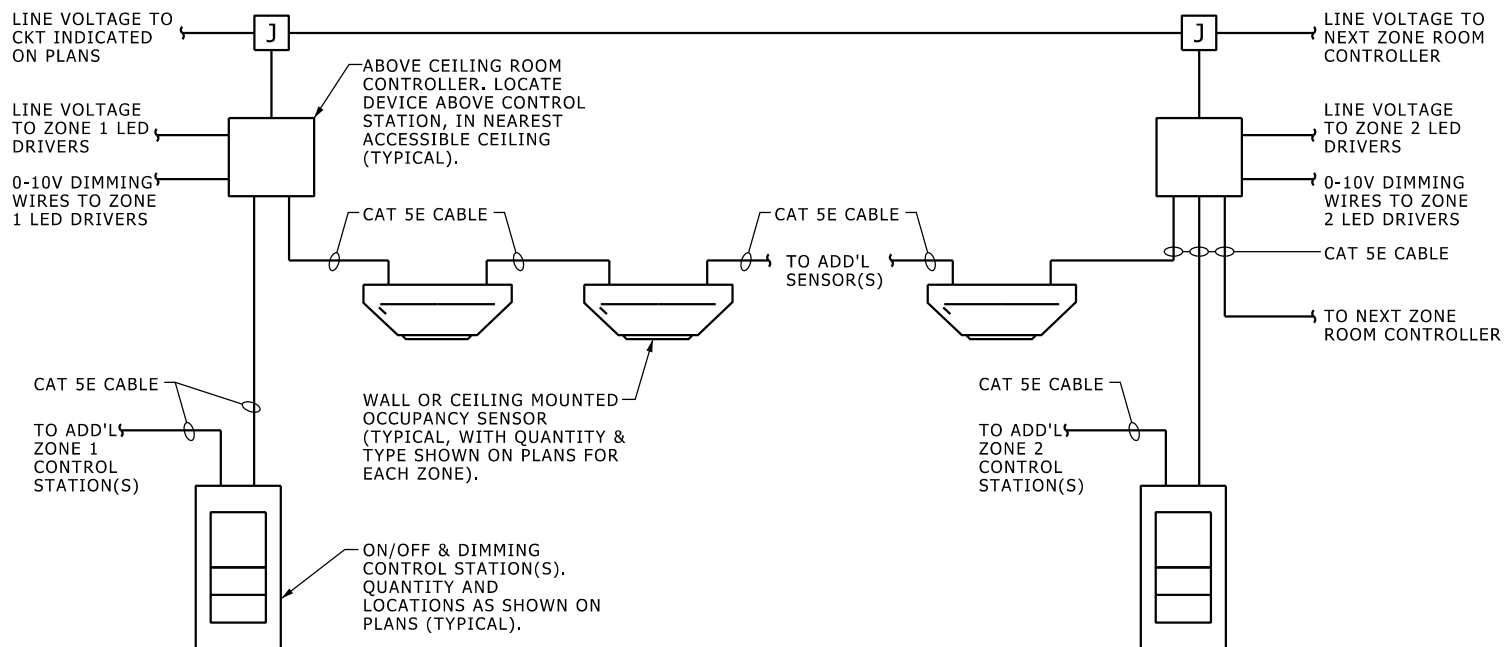 LINE VOLTAGE TO
CKT INDICATED
ON PLANS
J
J
LINE VOLTAGE TO
NEXT ZONE ROOM
CONTROLLER
ABOVE CEILING ROOM
CONTROLLER. LOCATE
DEVICE ABOVE CONTROL
STATION, IN NEAREST
ACCESSIBLE CEILING
(TYPICAL).
LINE VOLTAGE
TO ZONE 1 LED
DRIVERS
LINE VOLTAGE
TO ZONE 2 LED
DRIVERS
0-10V DIMMING
WIRES TO ZONE
1 LED DRIVERS
0-10V DIMMING
WIRES TO ZONE
2 LED DRIVERS
CAT 5E CABLE
CAT 5E CABLE
CAT 5E CABLE
TO ADD'L
SENSOR(S)
TO NEXT ZONE
ROOM CONTROLLER
CAT 5E CABLE
WALL OR CEILING MOUNTED
OCCUPANCY SENSOR
(TYPICAL, WITH QUANTITY &
TYPE SHOWN ON PLANS FOR
EACH ZONE).
CAT 5E CABLE
TO ADD'L
ZONE 1
CONTROL
STATION(S)
TO ADD'L
ZONE 2
CONTROL
STATION(S)
ON/OFF & DIMMING
CONTROL STATION(S).
QUANTITY AND
LOCATIONS AS SHOWN ON
PLANS (TYPICAL).